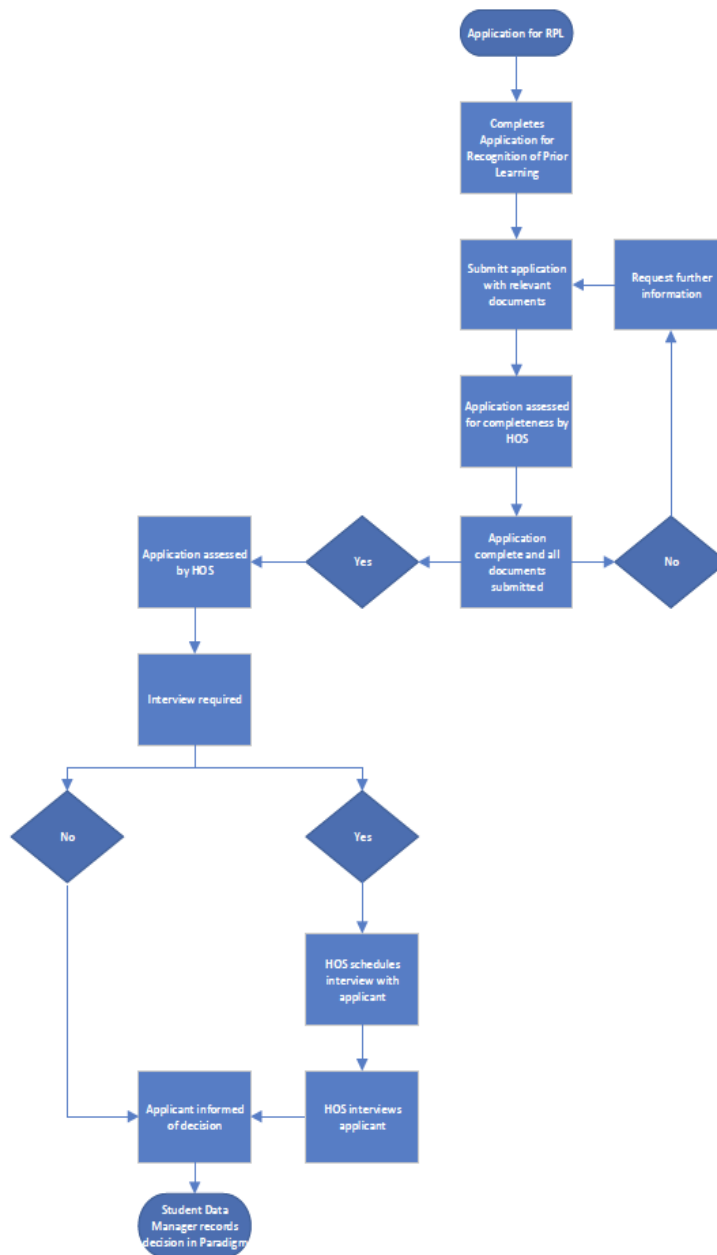 Application for RPL
Completes
Application for
Recognition of Prior
Learning
Submitt application
with relevant
documents
Request further
information
Application assessed
for completeness by
HOS
Application
complete and all
documents
submitted
No
Yes
Application assessed
by HOS
Interview required
No
Yes
HOS schedules
interview with
applicant
HOS interviews
applicant
Applicant informed
of decision
Student Data
Manager records
decision in Paradigm